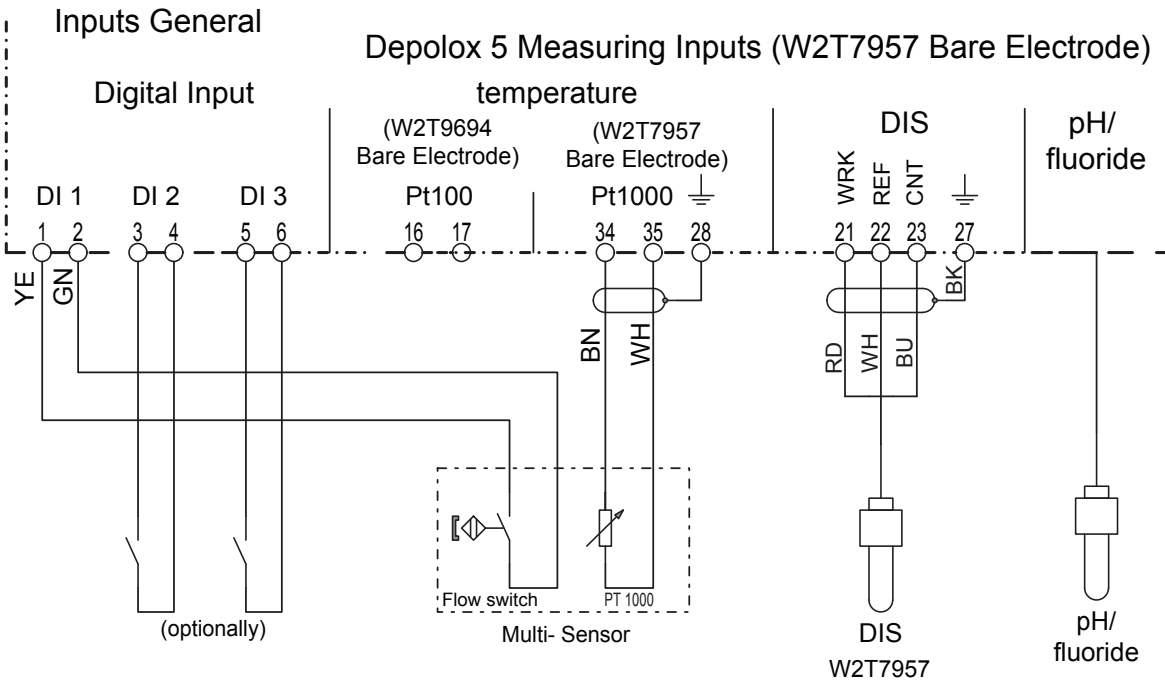 Inputs General
Depolox 5 Measuring Inputs (W2T7957 Bare Electrode)
Digital Input
temperature
(W2T9694
Bare Electrode)
(W2T7957
Bare Electrode)
DIS
pH/
fluoride
WRK
REF
CNT
DI 1
DI 2
DI 3
Pt100
Pt1000
1 2 3 4 5 6 16 17 34 35 28 21 22 23 27
YE
GN
BN
WH
BK
RD
WH
BU
Flow switch
PT 1000
(optionally)
Multi- Sensor
DIS
W2T7957
pH/
fluoride